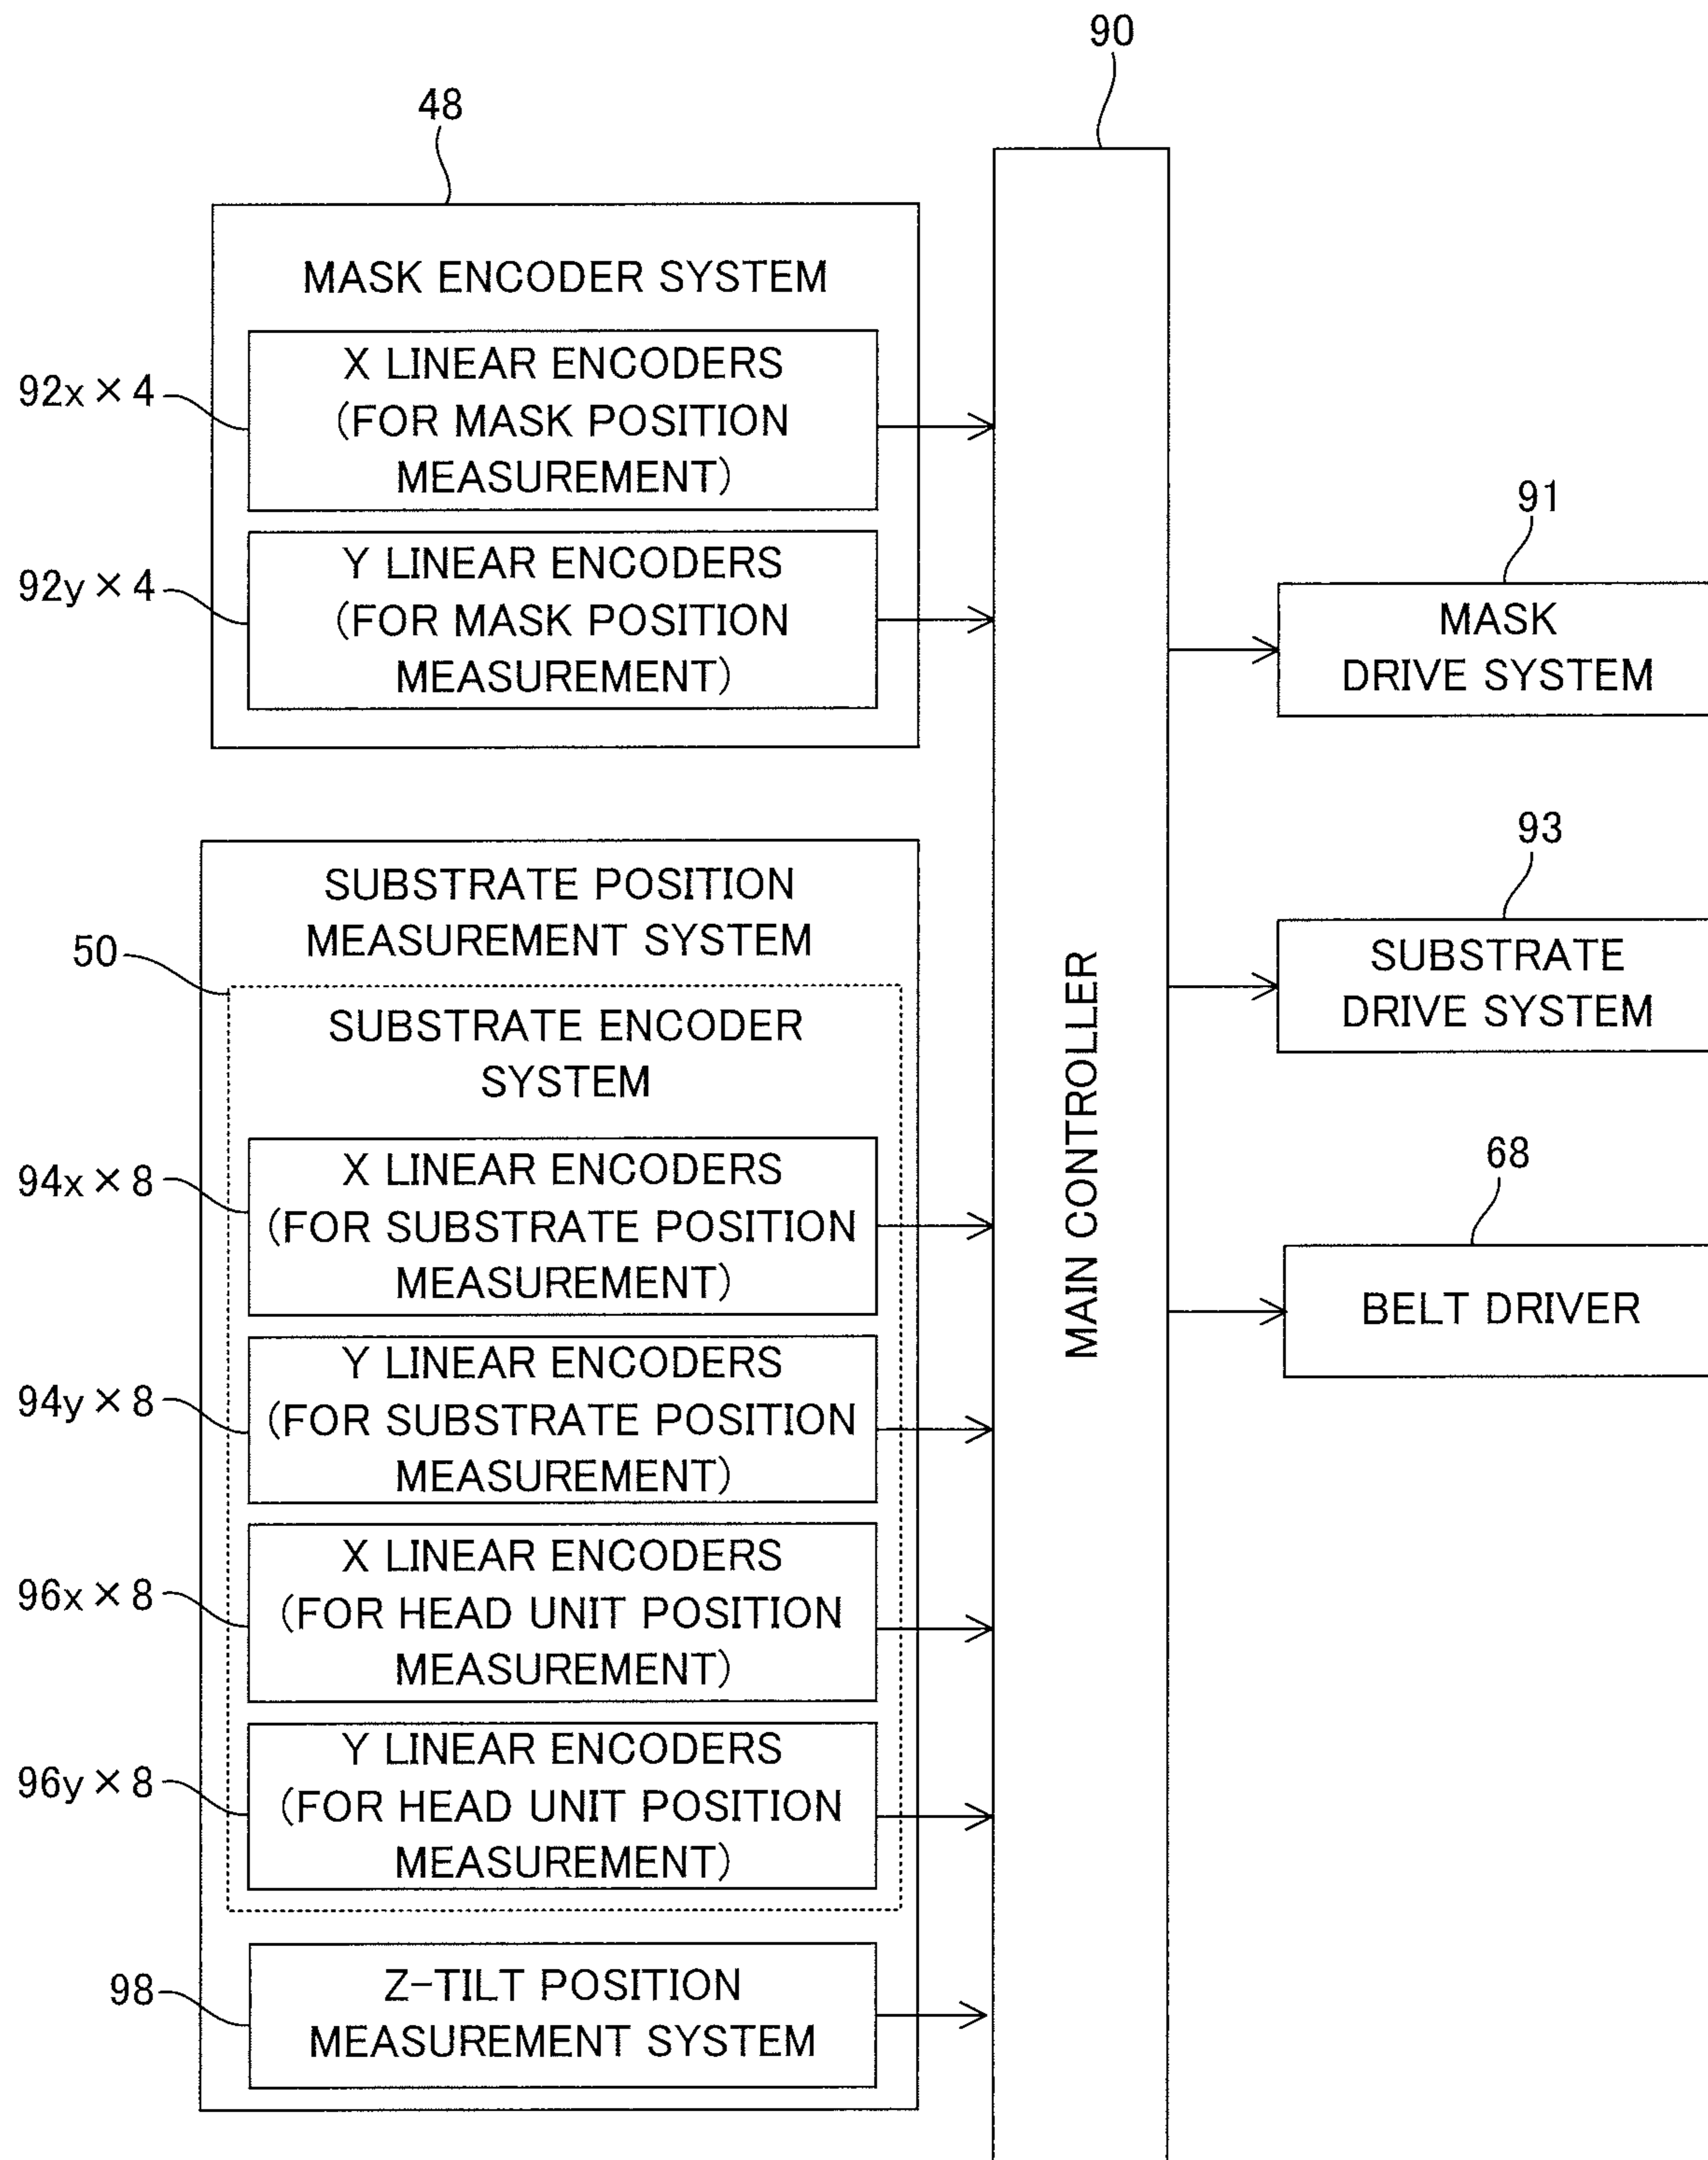 90
48
MASK ENCODER SYSTEM
92x×4
X LINEAR ENCODERS
(FOR MASK POSITION
MEASUREMENT)
92y×4
Y LINEAR ENCODERS
(FOR MASK POSITION
MEASUREMENT)
SUBSTRATE POSITION
MEASUREMENT SYSTEM
50
SUBSTRATE ENCODER
SYSTEM
94x×8
X LINEAR ENCODERS
(FOR SUBSTRATE POSITION
MEASUREMENT)
94y×8
Y LINEAR ENCODERS
(FOR SUBSTRATE POSITION
MEASUREMENT)
96x×8
X LINEAR ENCODERS
(FOR HEAD UNIT POSITION
MEASUREMENT)
96y×8
Y LINEAR ENCODERS
(FOR HEAD UNIT POSITION
MEASUREMENT)
98
Z-TILT POSITION
MEASUREMENT SYSTEM
MAIN CONTROLLER
91
MASK
DRIVE SYSTEM
93
SUBSTRATE
DRIVE SYSTEM
68
BELT DRIVER